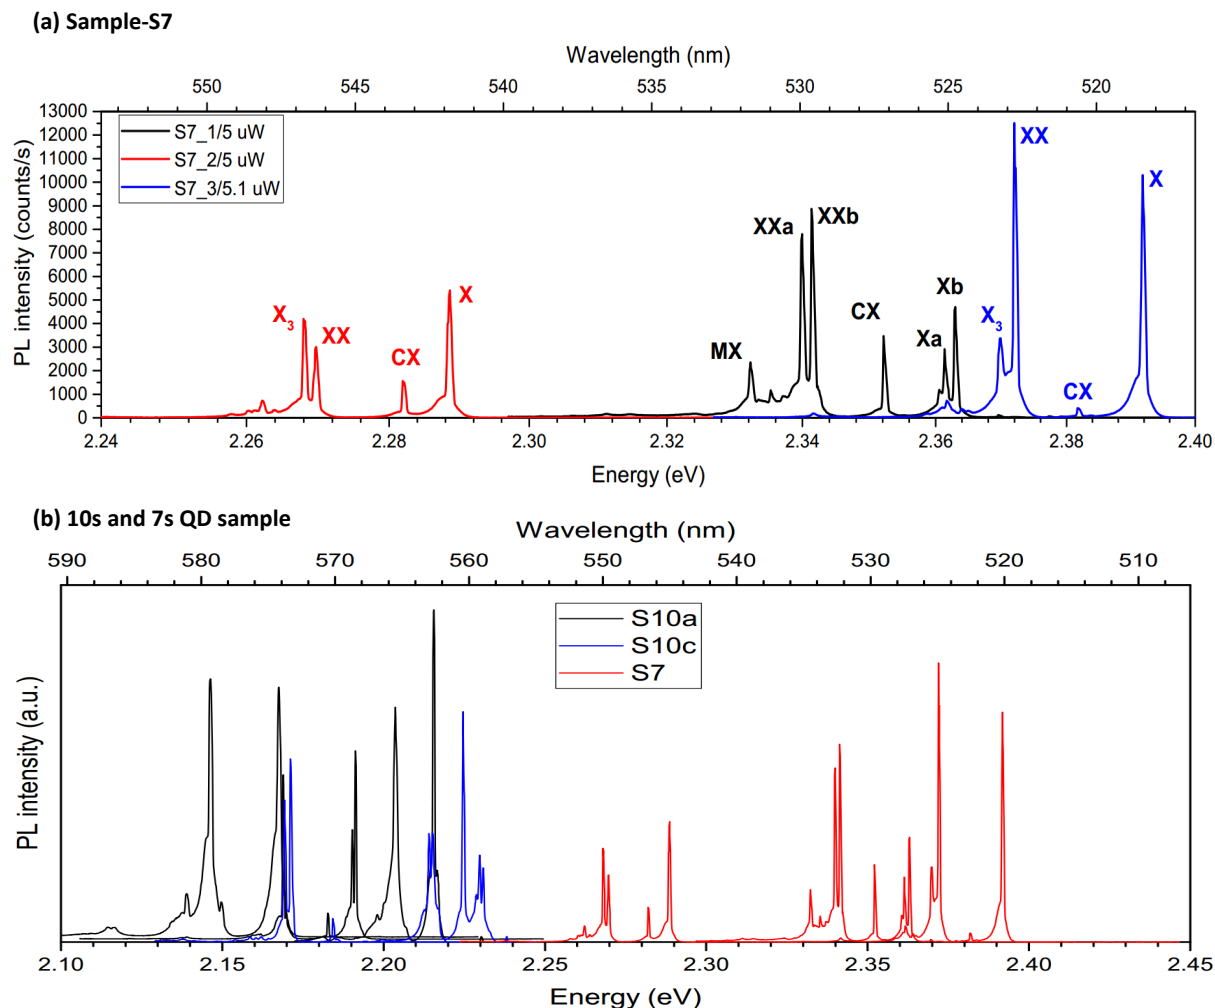 (a) Sample-S7
Wavelength (nm)
550 545 540 535 530 525 520
13000
12000
11000
10000
9000
8000
7000
6000
5000
4000
3000
2000
1000
0
PL intensity (counts/s)
S7_1/5 uW
S7_2/5 uW
S7_3/5.1 uW
X₃
XX
CX
X
MX
XXa
XXb
CX
Xa
Xb
X₃
XX
CX
X
2.24 2.26 2.28 2.30 2.32 2.34 2.36 2.38 2.40
Energy (eV)
(b) 10s and 7s QD sample
Wavelength (nm)
590 580 570 560 550 540 530 520 510
PL intensity (a.u.)
S10a
S10c
S7
2.10 2.15 2.20 2.25 2.30 2.35 2.40 2.45
Energy (eV)